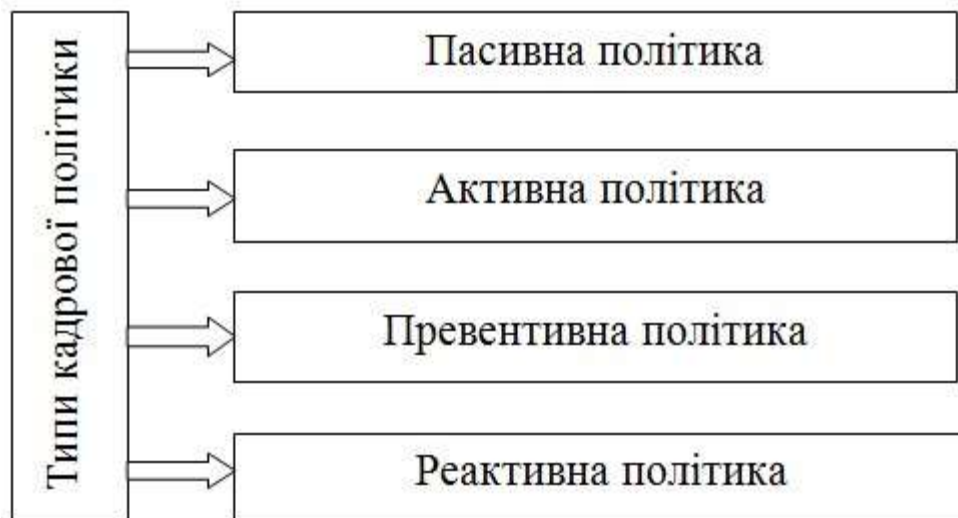 Типи кадрової політики
Пасивна політика
Активна політика
Превентивна політика
Реактивна політика